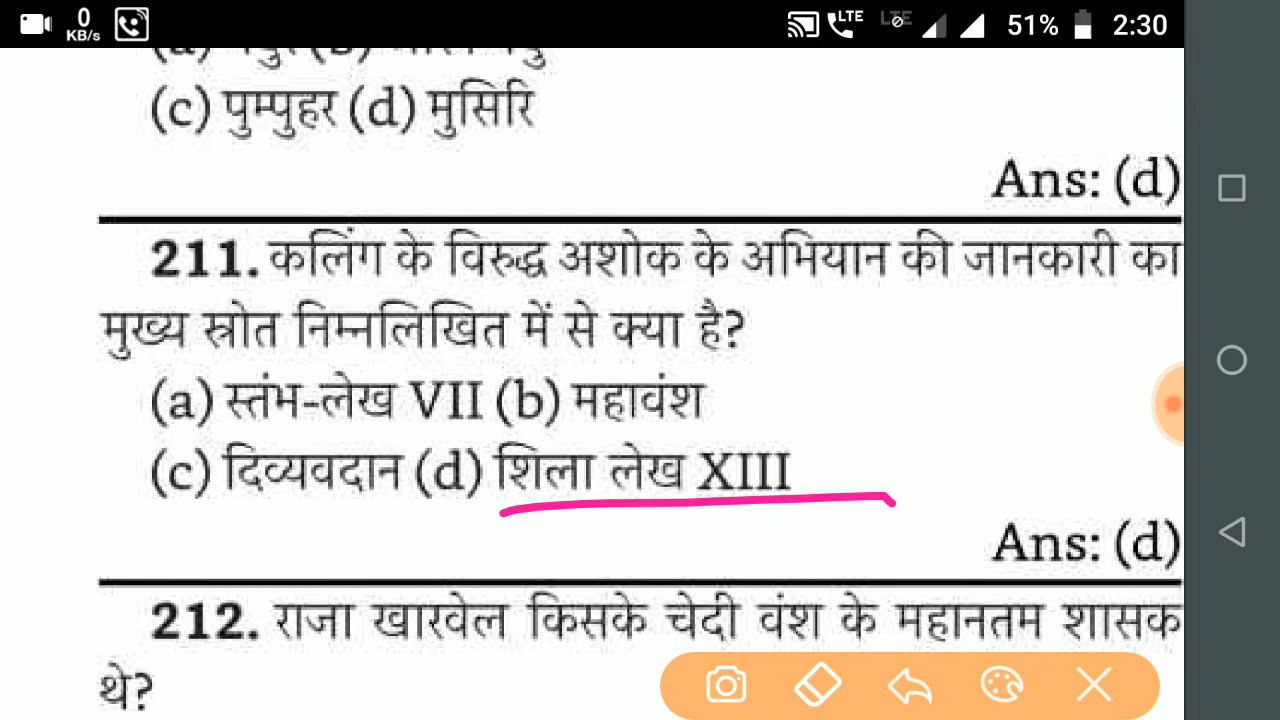 0
KB/s
LTE LTE 51% 2:30
(c) पुम्पुहर (d) मुसिरि
Ans: (d)
211. कलिंग के विरुद्ध अशोक के अभियान की जानकारी का
मुख्य स्रोत निम्नलिखित में से क्या है?
(a) स्तंभ-लेख VII (b) महावंश
(c) दिव्यवदान (d) शिला लेख XIII
Ans: (d)
212. राजा खारवेल किसके चेदी वंश के महानतम शासक
थे?